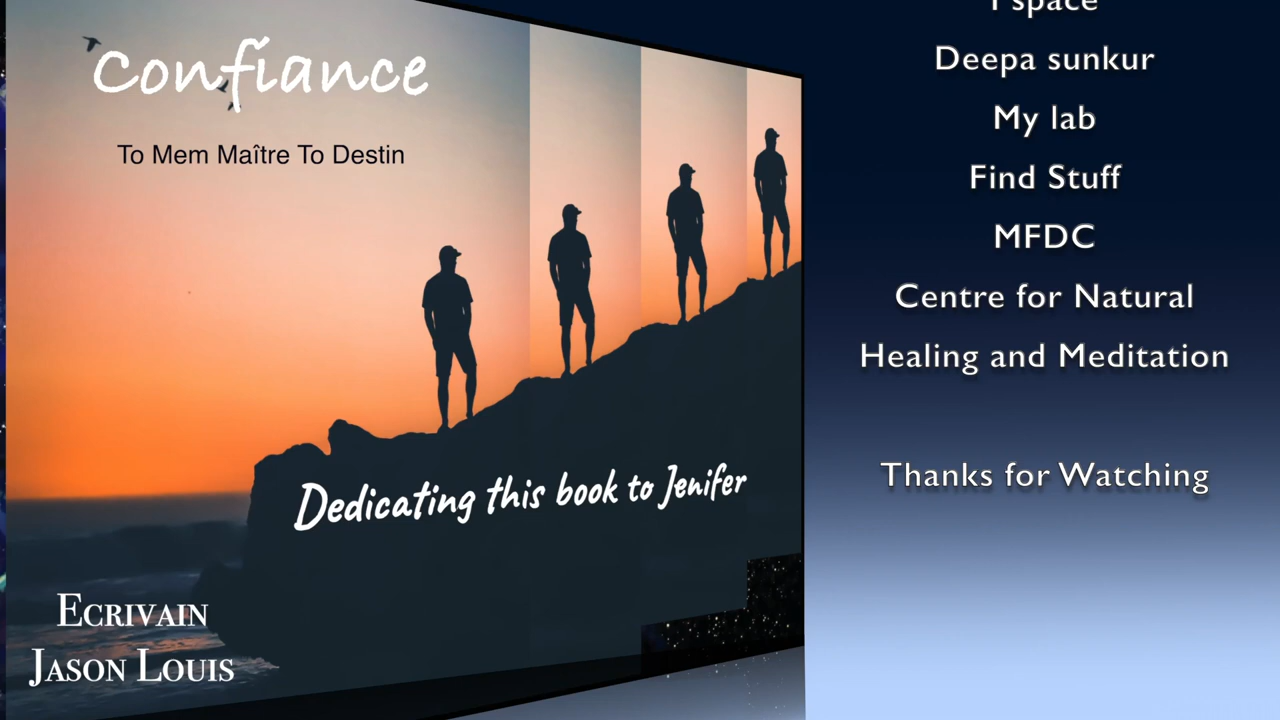 Confiance
To Mem Maître To Destin
Dedicating this book to Jenifer
Ecrivain
Jason Louis
space
Deepa sunkur
My lab
Find Stuff
MFDC
Centre for Natural
Healing and Meditation
Thanks for Watching